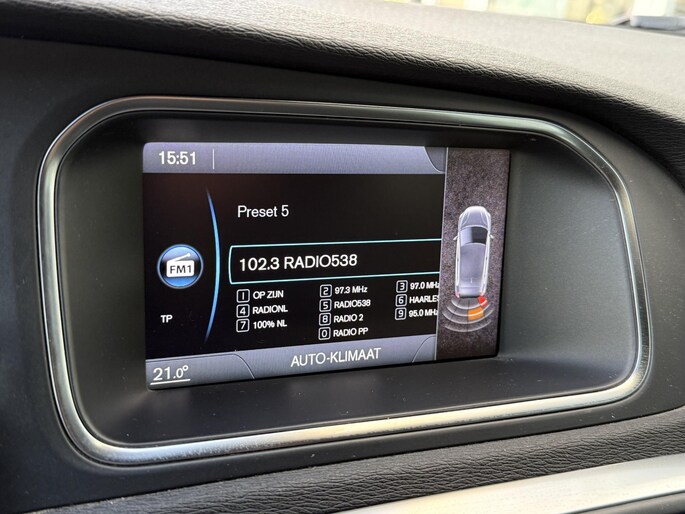 15:51
Preset 5
102.3 RADIO538
FM1
TP
1 OP ZIJN 2 97.3 MHz 3 97.0 MHz
4 RADIONL 5 RADIO538 6 HAARLE
7 100% NL 8 RADIO 2 9 95.0 MHz
0 RADIO PP
21.0° AUTO-KLIMAAT